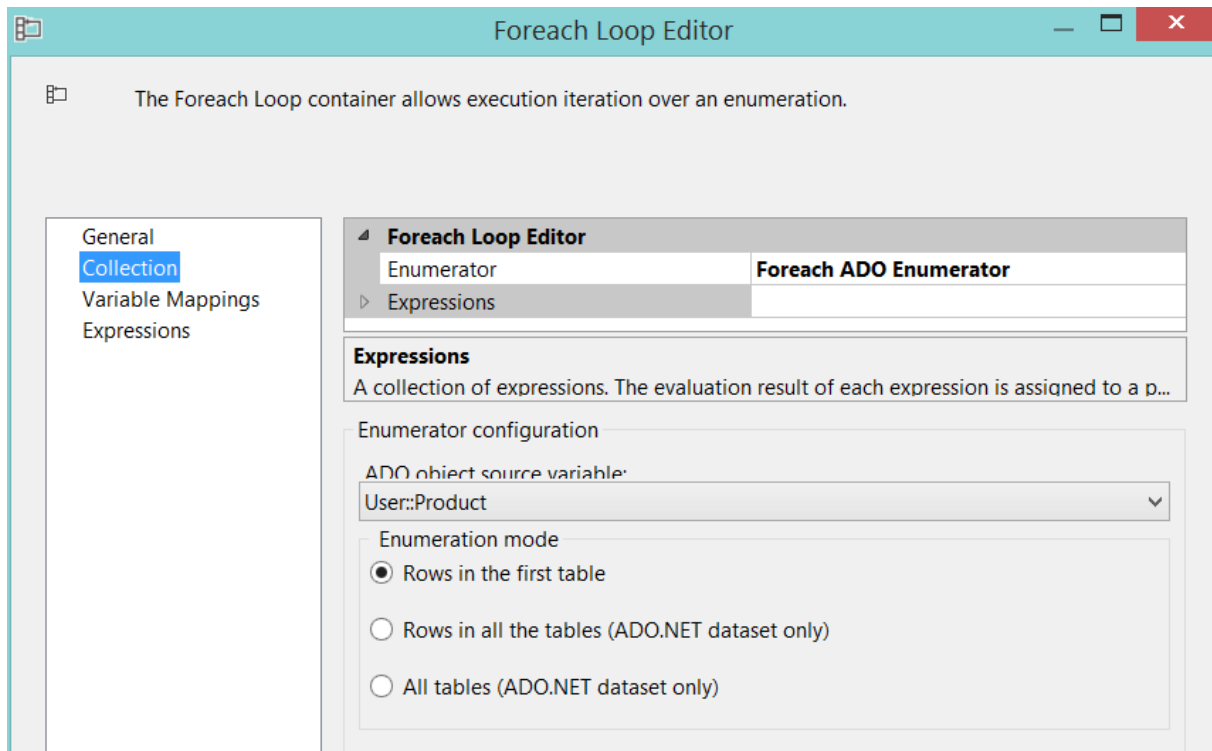 Foreach Loop Editor
The Foreach Loop container allows execution iteration over an enumeration.
General
Collection
Variable Mappings
Expressions
Foreach Loop Editor
Enumerator Foreach ADO Enumerator
Expressions
Expressions
A collection of expressions. The evaluation result of each expression is assigned to a p...
Enumerator configuration
ADO object source variable:
User::Product
Enumeration mode
Rows in the first table
Rows in all the tables (ADO.NET dataset only)
All tables (ADO.NET dataset only)